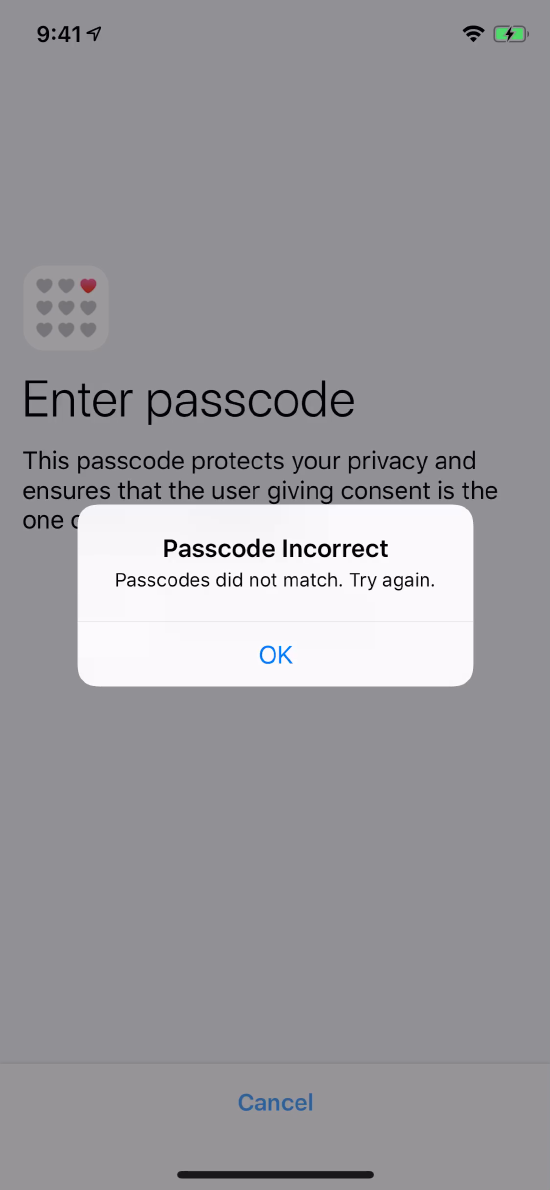 9:41
Enter passcode
This passcode protects your privacy and
ensures that the user giving consent is the
one
Passcode Incorrect
Passcodes did not match. Try again.
OK
Cancel